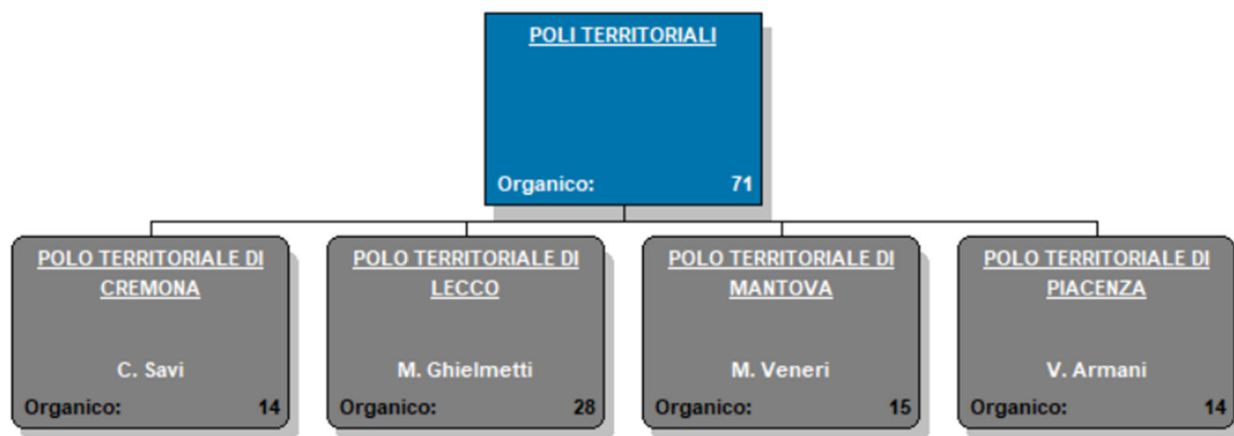 POLI TERRITORIALI
Organico: 71
POLO TERRITORIALE DI
CREMONA
C. Savi
Organico: 14
POLO TERRITORIALE DI
LECCO
M. Ghielmetti
Organico: 28
POLO TERRITORIALE DI
MANTOVA
M. Veneri
Organico: 15
POLO TERRITORIALE DI
PIACENZA
V. Armani
Organico: 14